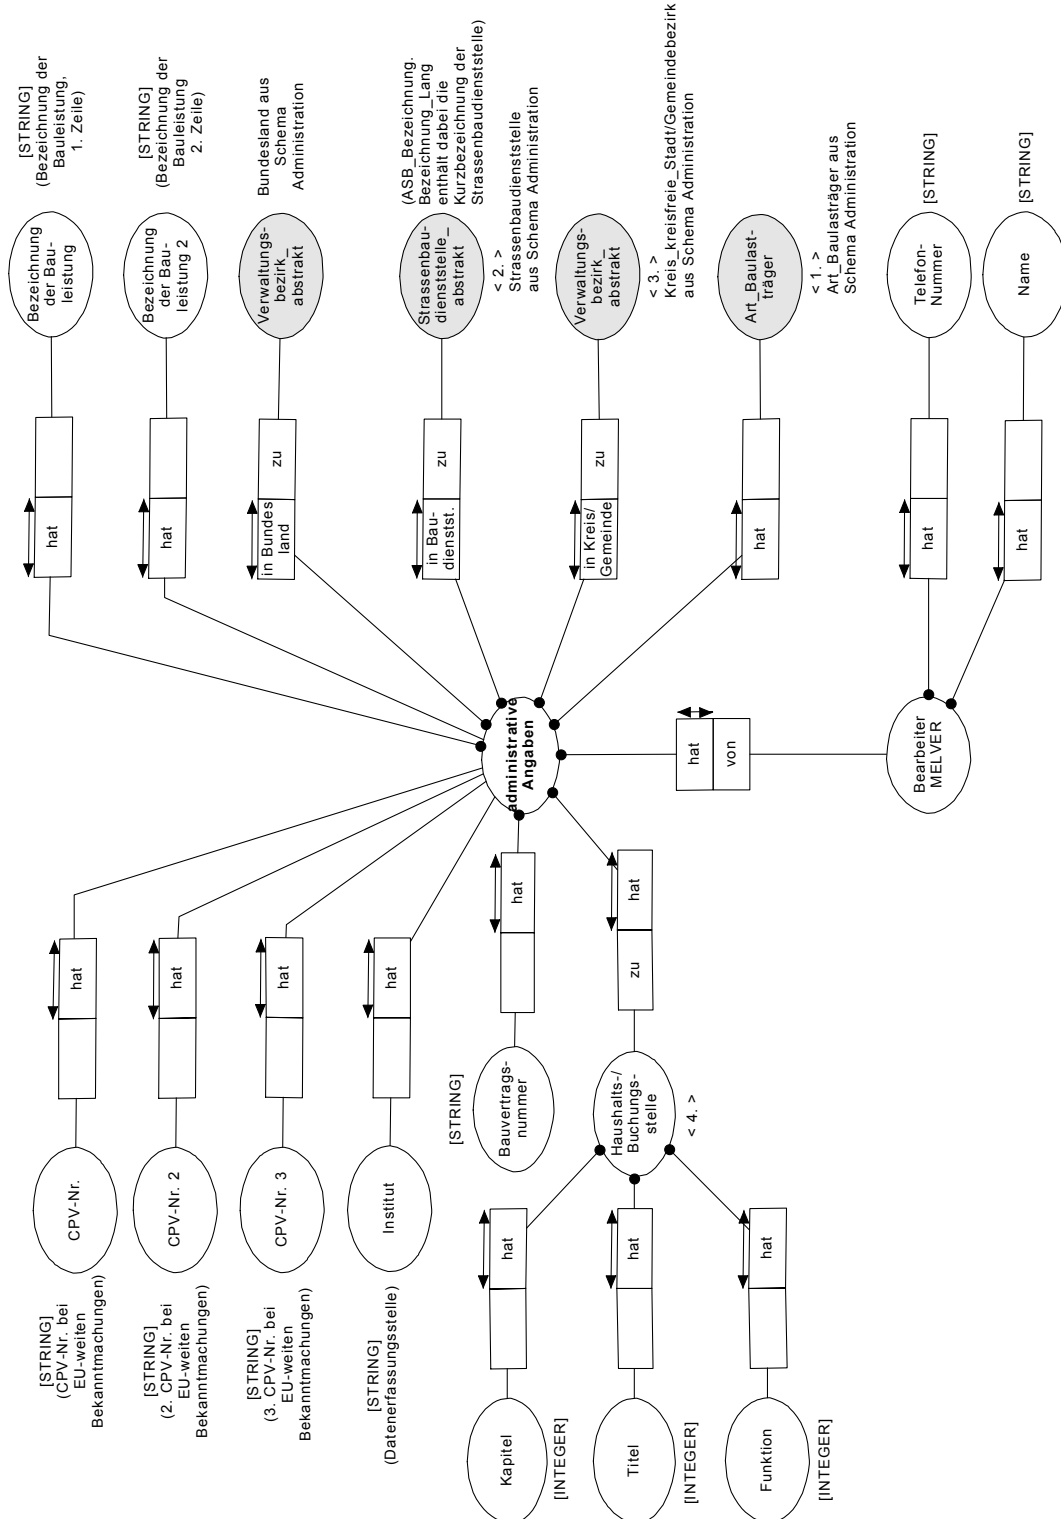 [STRING]
(CPV-Nr. bei
EU-weiten
Bekanntmachungen)
CPV-Nr.
hat
hat
Bezeichnung
der Bau-
leistung
[STRING]
(Bezeichnung der
Bauleistung,
1. Zeile)
[STRING]
(2. CPV-Nr. bei
EU-weiten
Bekanntmachungen)
CPV-Nr. 2
hat
hat
Bezeichnung
der Bau-
leistung 2
[STRING]
(Bezeichnung der
Bauleistung
2. Zeile)
[STRING]
(3. CPV-Nr. bei
EU-weiten
Bekanntmachungen)
CPV-Nr. 3
hat
in Bundes
land
zu
Verwaltungs-
bezirk_
abstrakt
Bundesland aus
Schema
Administration
[STRING]
(Datenerfassungsstelle)
Institut
hat
in Bau-
dienstst.
zu
Strassenbau-
dienststelle_
abstrakt
(ASB_Bezeichnung.
Bezeichnung_Lang
enthält dabei die
Kurzbezeichnung der
Strassenbaudienststelle)
< 2. >
Strassenbaudienststelle
aus Schema Administration
administrative
Angaben
[STRING]
Bauvertrags-
nummer
hat
in Kreis/
Gemeinde
zu
Verwaltungs-
bezirk_
abstrakt
< 3. >
Kreis_kreisfreie_Stadt/Gemeindebezirk
aus Schema Administration
Haushalts-/
Buchungs-
stelle
< 4. >
zu
hat
hat
Art_Baulast-
träger
< 1. >
Art_Baulasträger aus
Schema Administration
Kapitel
[INTEGER]
hat
Titel
[INTEGER]
hat
Funktion
[INTEGER]
hat
hat
von
Bearbeiter
MELVER
hat
Telefon-
Nummer
[STRING]
hat
Name
[STRING]